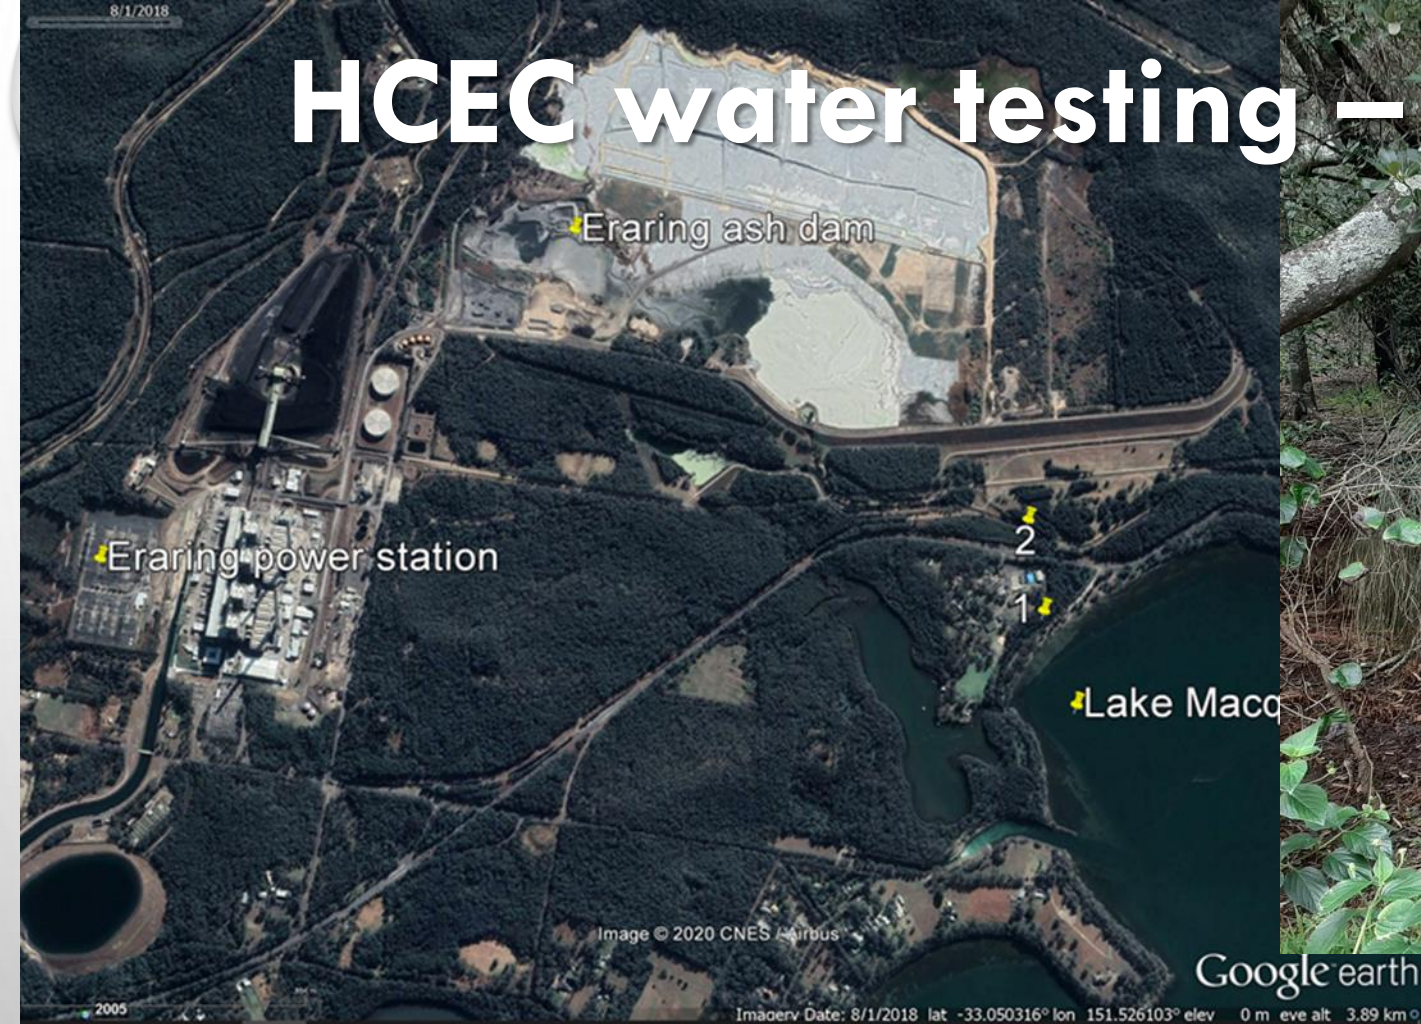 8/1/2018
HCEC water testing –
Eraring ash dam
2
Eraring power station
1
Lake Macq
Image © 2020 CNES / Airbus
Google earth
2005
Imagery Date: 8/1/2018 lat -33.050316° lon 151.526103° elev 0 m eye alt 3.89 km